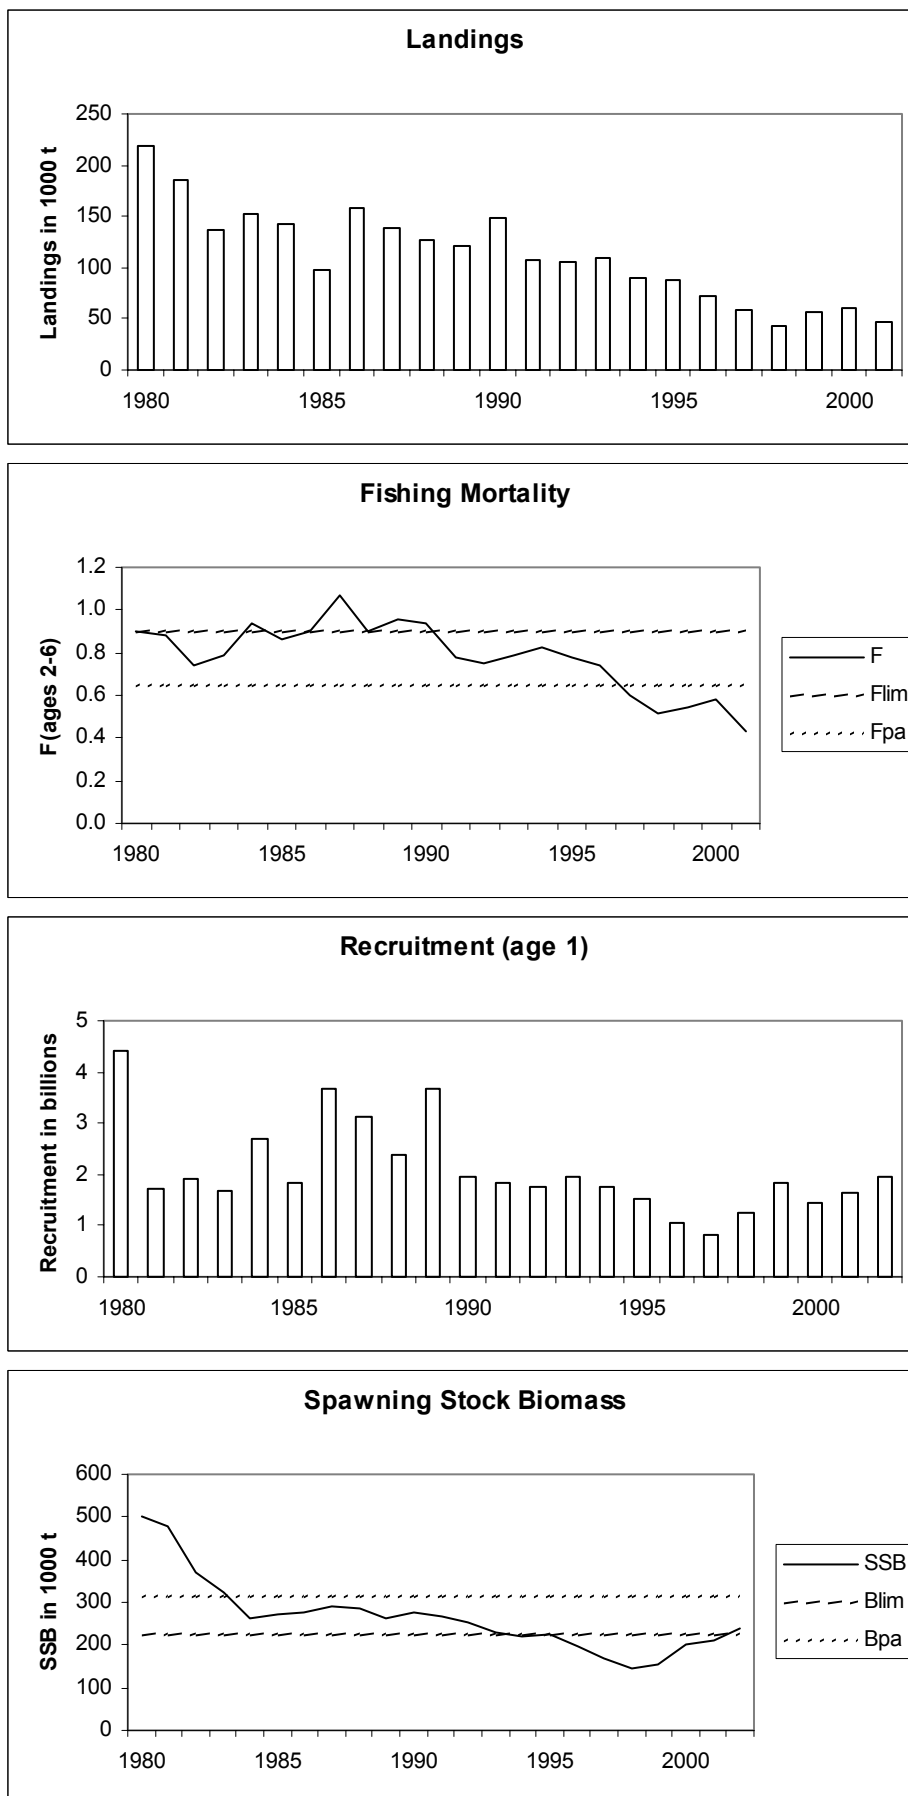 Landings
Landings in 1000 t
250
200
150
100
50
0
1980 1985 1990 1995 2000
Fishing Mortality
F (ages 2-6)
1.2
1.0
0.8
0.6
0.4
0.2
0.0
1980 1985 1990 1995 2000
F
Flim
Fpa
Recruitment (age 1)
Recruitment in billions
5
4
3
2
1
0
1980 1985 1990 1995 2000
Spawning Stock Biomass
SSB in 1000 t
600
500
400
300
200
100
0
1980 1985 1990 1995 2000
SSB
Blim
Bpa